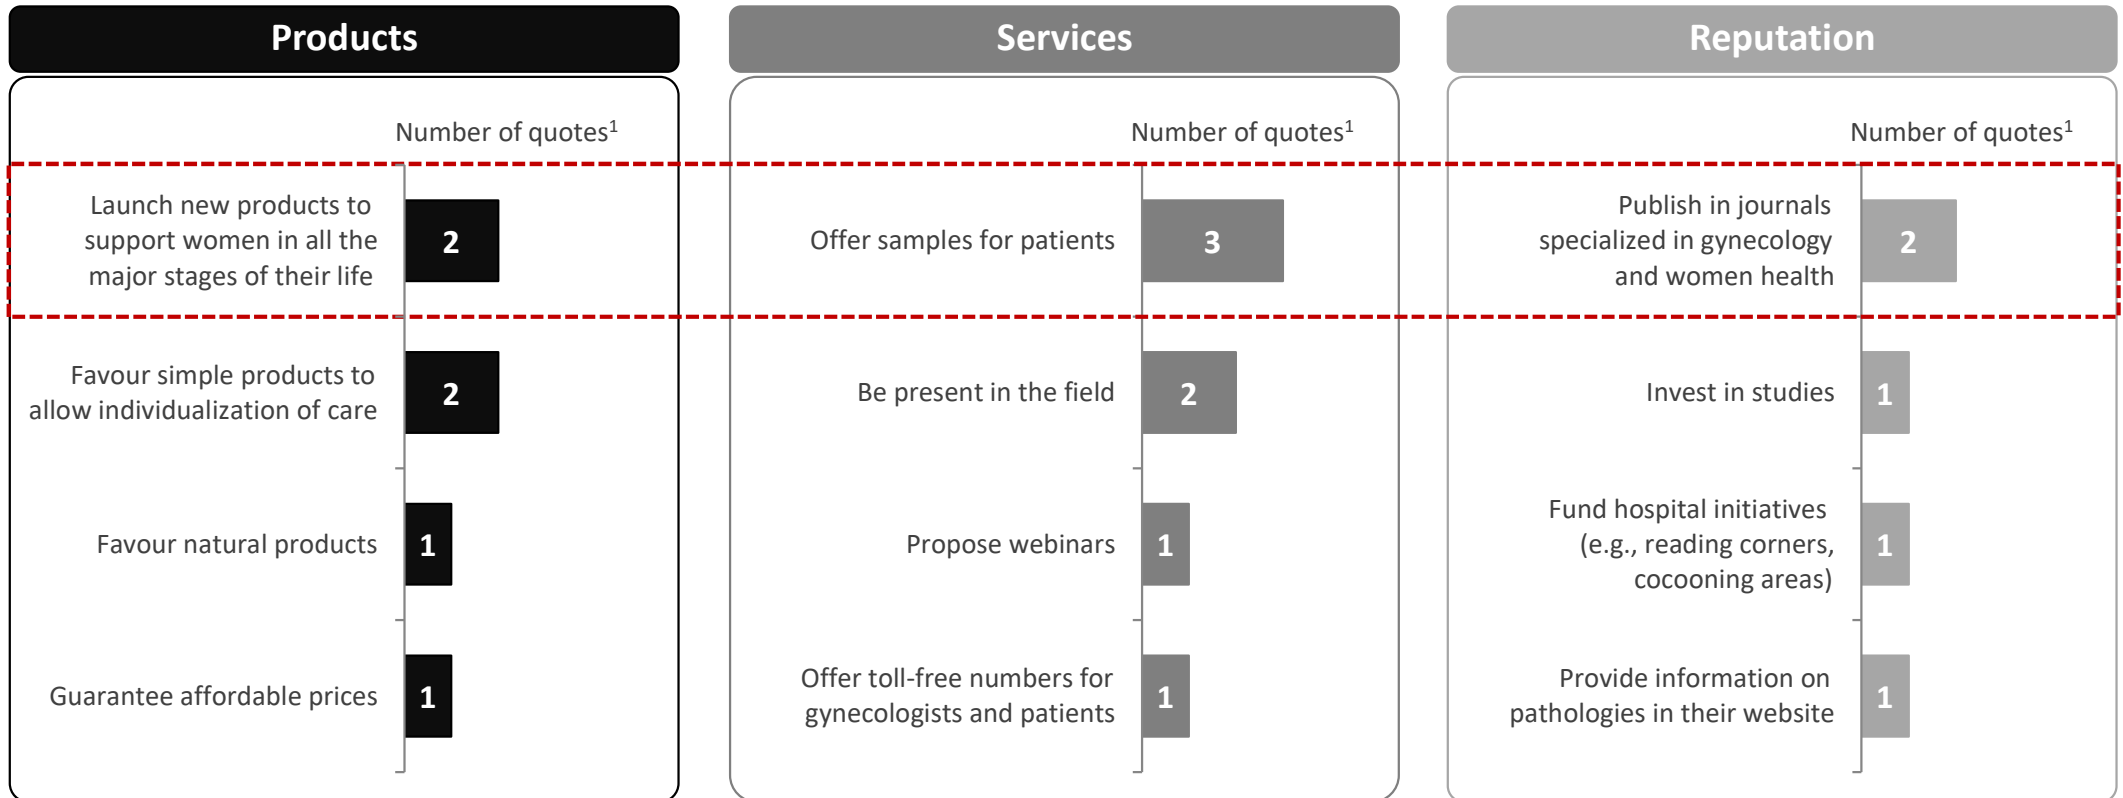 Products
Number of quotes1
Launch new products to
support women in all the
major stages of their life
2
Favour simple products to
allow individualization of care
2
Favour natural products
1
Guarantee affordable prices
1
Services
Number of quotes1
Offer samples for patients
3
Be present in the field
2
Propose webinars
1
Offer toll-free numbers for
gynecologists and patients
1
Reputation
Number of quotes1
Publish in journals
specialized in gynecology
and women health
2
Invest in studies
1
Fund hospital initiatives
(e.g., reading corners,
cocooning areas)
1
Provide information on
pathologies in their website
1